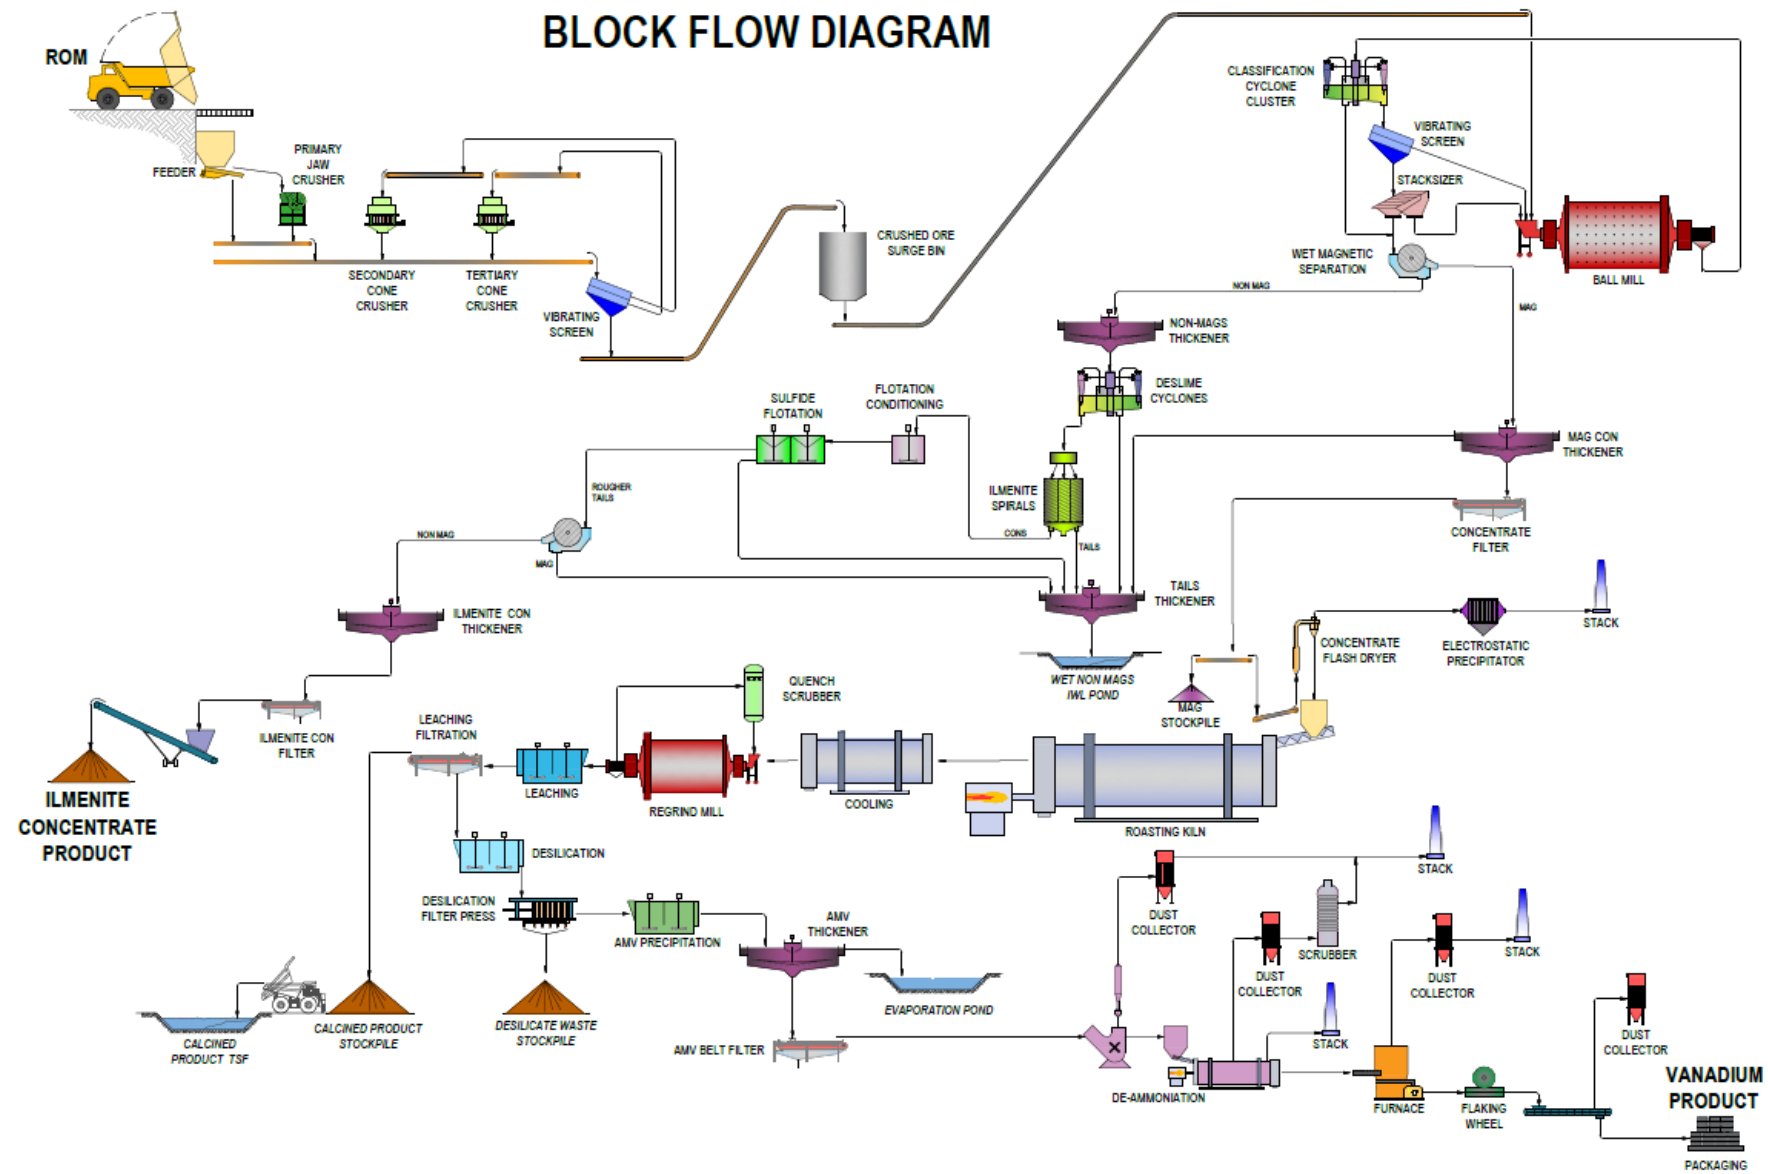 BLOCK FLOW DIAGRAM
ROM
FEEDER
PRIMARY
JAW
CRUSHER
SECONDARY
CONE
CRUSHER
TERTIARY
CONE
CRUSHER
VIBRATING
SCREEN
CRUSHED ORE
SURGE BIN
CLASSIFICATION
CYCLONE
CLUSTER
VIBRATING
SCREEN
STACKSIZER
WET MAGNETIC
SEPARATION
BALL MILL
NON MAG
MAG
NON-MAGS
THICKENER
DESLIME
CYCLONES
FLOTATION
CONDITIONING
SULFIDE
FLOTATION
MAG CON
THICKENER
ILMENITE
SPIRALS
ROUGHER
TAILS
CONS
TAILS
CONCENTRATE
FILTER
NON MAG
MAG
TAILS
THICKENER
ILMENITE CON
THICKENER
STACK
CONCENTRATE
FLASH DRYER
ELECTROSTATIC
PRECIPITATOR
WET NON MAGS
IWL POND
MAG
STOCKPILE
QUENCH
SCRUBBER
LEACHING
FILTRATION
ILMENITE CON
FILTER
ILMENITE
CONCENTRATE
PRODUCT
LEACHING
REGRIND MILL
COOLING
ROASTING KILN
DESILICATION
STACK
DESILICATION
FILTER PRESS
AMV PRECIPITATION
AMV
THICKENER
DUST
COLLECTOR
SCRUBBER
STACK
DUST
COLLECTOR
DUST
COLLECTOR
EVAPORATION POND
CALCINED
PRODUCT TSF
CALCINED PRODUCT
STOCKPILE
DESILICATE WASTE
STOCKPILE
AMV BELT FILTER
STACK
DUST
COLLECTOR
DE-AMMONIATION
FURNACE
FLAKING
WHEEL
VANADIUM
PRODUCT
PACKAGING